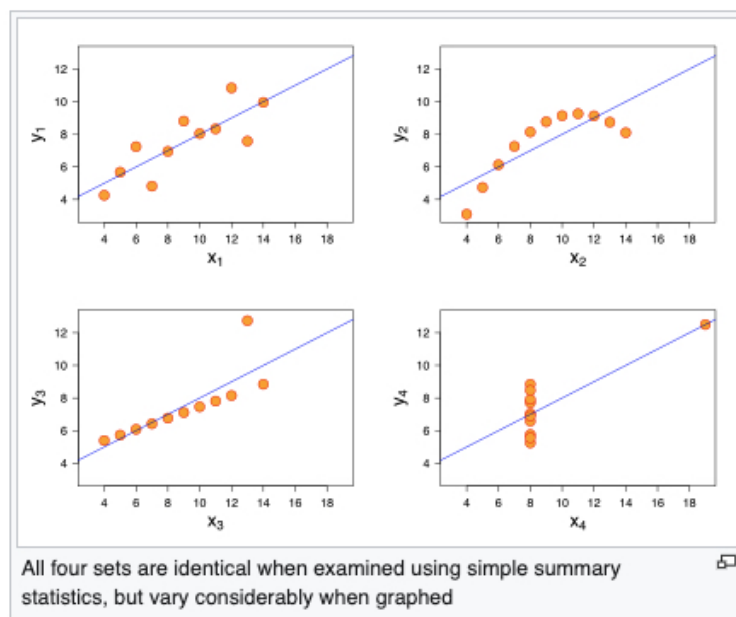 12
10
8
6
4
y1
4 6 8 10 12 14 16 18
x1
12
10
8
6
4
y2
4 6 8 10 12 14 16 18
x2
12
10
8
6
4
y3
4 6 8 10 12 14 16 18
x3
12
10
8
6
4
y4
4 6 8 10 12 14 16 18
x4
All four sets are identical when examined using simple summary
statistics, but vary considerably when graphed